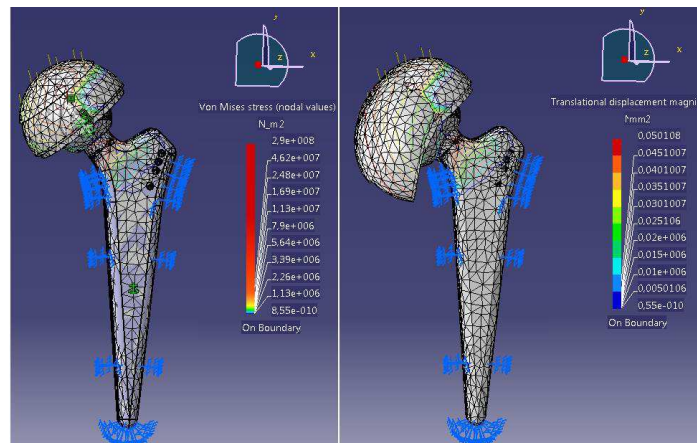 y
z
x
Von Mises stress (nodal values)
N_m2
2,9e+008
4,62e+007
2,48e+007
1,69e+007
1,13e+007
7,9e+006
5,64e+006
3,39e+006
2,26e+006
1,13e+006
8,55e-010
On Boundary
y
z
x
Translational displacement magni
mm2
0,050108
0,0451007
0,0401007
0,0351007
0,0301007
0,025106
0,02e+006
0,015+006
0,01e+006
0,0050106
0,55e-010
On Boundary